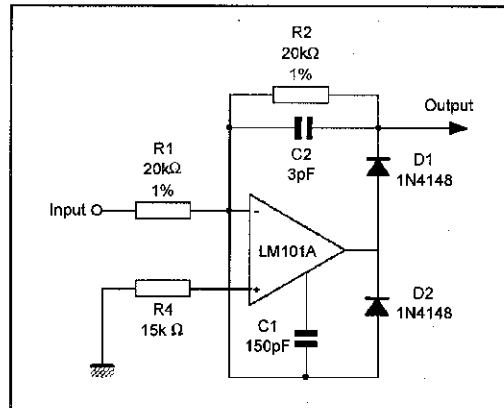 R2
20kΩ
1%
Output
C2
3pF
R1
20kΩ
1%
D1
1N4148
Input
-
LM101A
+
R4
15k Ω
C1
150pF
D2
1N4148